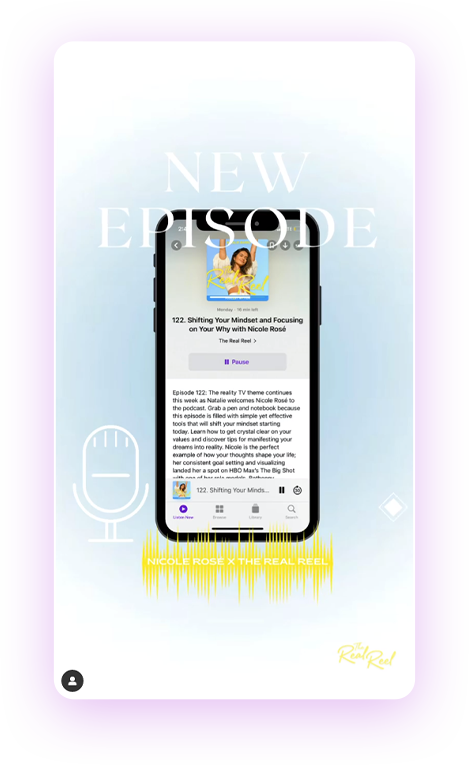 NEW
EPISODE
The
Real Reel
Monday · 16 min left
122. Shifting Your Mindset and Focusing
on Your Why with Nicole Rosé
The Real Reel >
Pause
Episode 122: The reality TV theme continues
this week as Natalie welcomes Nicole Rosé to
the podcast. Grab a pen and notebook because
this episode is filled with simple yet effective
tools that will shift your mindset starting
today. Learn how to get crystal clear on your
values and discover tips for manifesting your
dreams into reality. Nicole is the perfect
example of how your thoughts shape your life;
her consistent goal setting and visualizing
landed her a spot on HBO Max's The Big Shot
with one of her role models, Bethenny
122. Shifting Your Minds...
30
Listen Now
Browse
Library
Search
NICOLE ROSÉ X THE REAL REEL
the
Real Reel